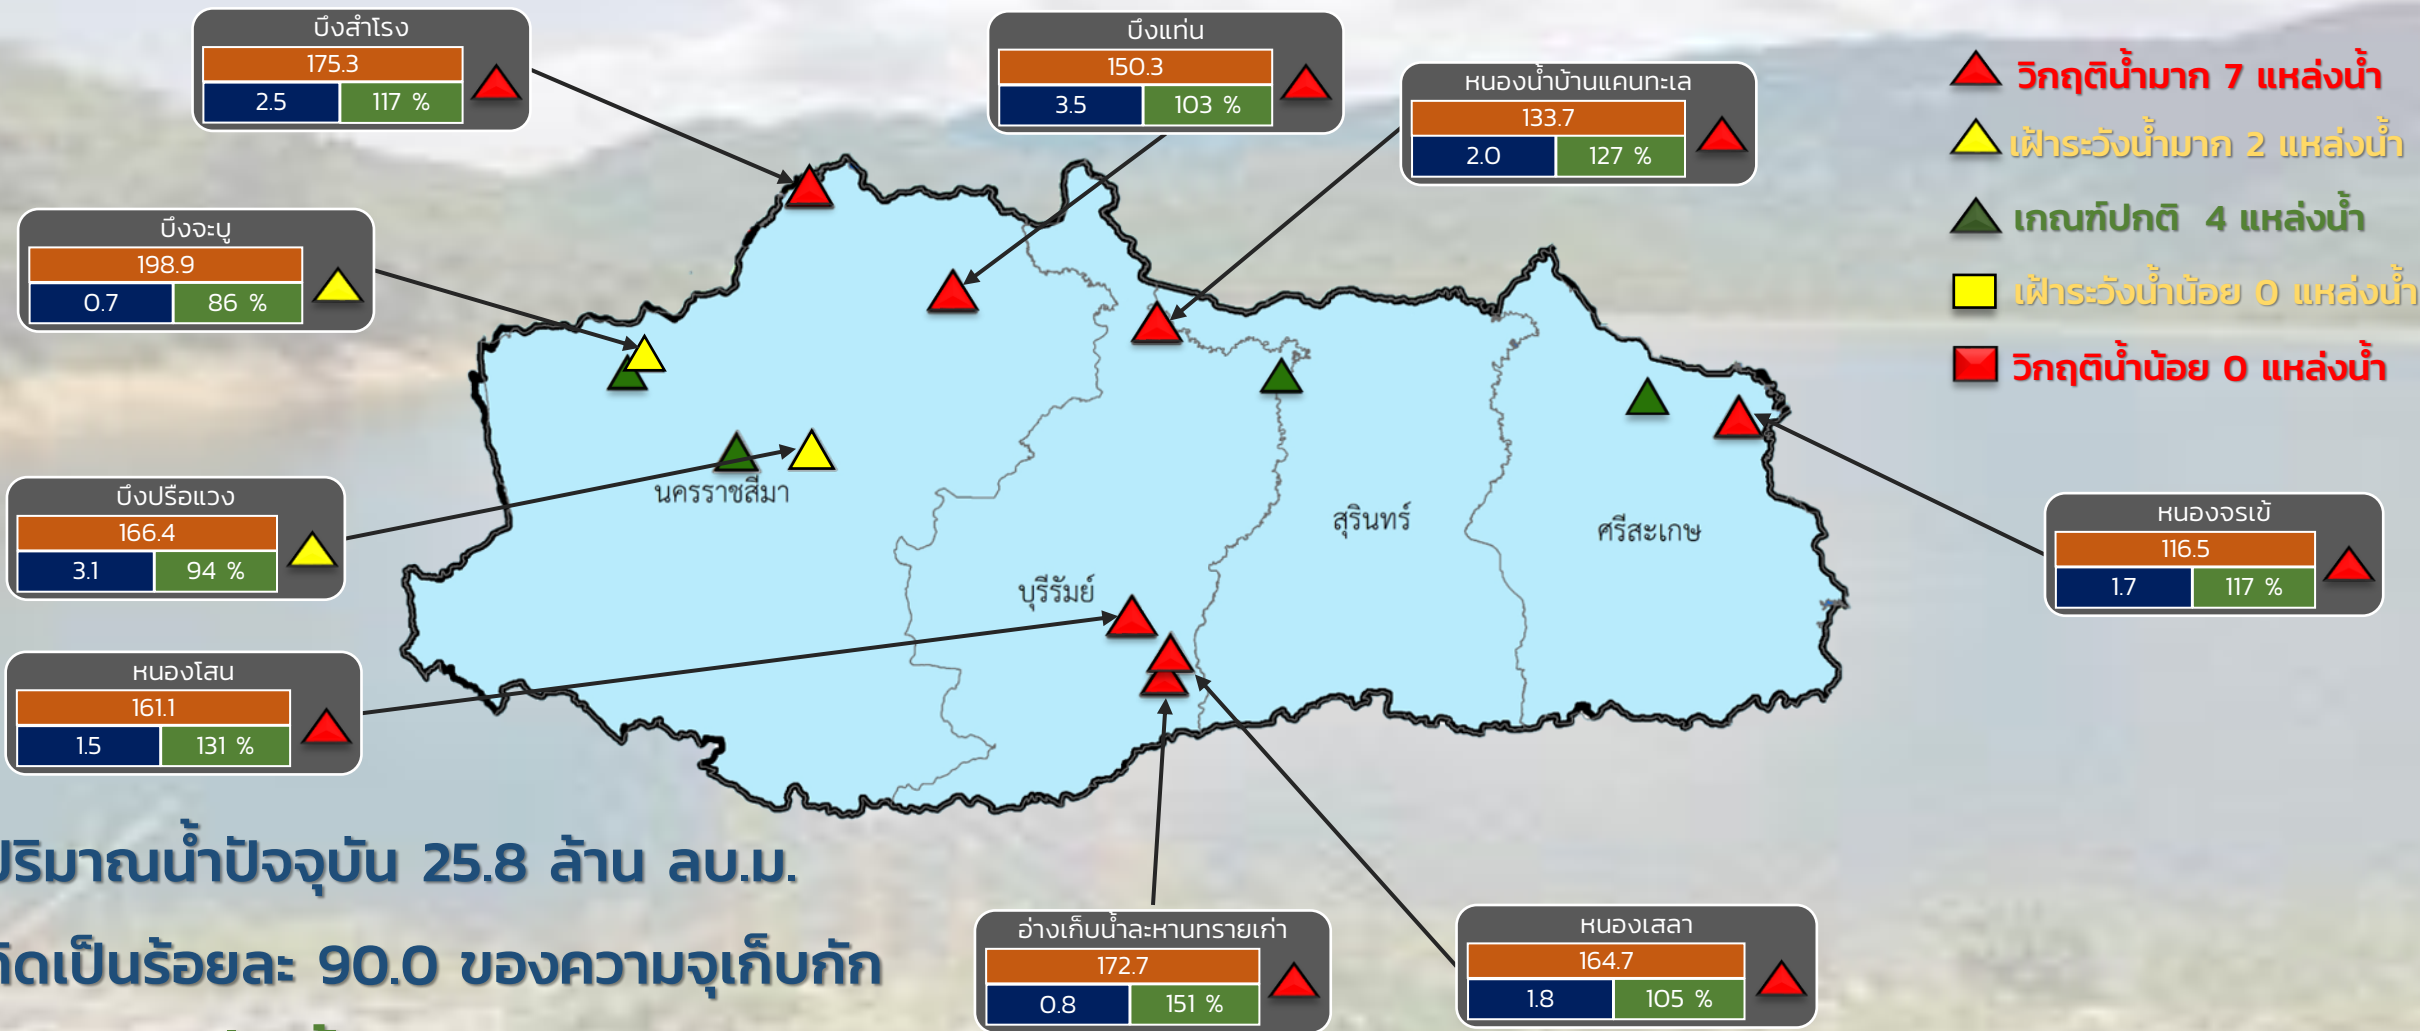 บึงสำโรง
175.3
2.5 117 %
บึงแท่น
150.3
3.5 103 %
หนองน้ำบ้านแคนทะเล
133.7
2.0 127 %
วิกฤติน้ำมาก 7 แหล่งน้ำ
เฝ้าระวังน้ำมาก 2 แหล่งน้ำ
เกณฑ์ปกติ 4 แหล่งน้ำ
เฝ้าระวังน้ำน้อย 0 แหล่งน้ำ
วิกฤติน้ำน้อย 0 แหล่งน้ำ
บึงจะบู
198.9
0.7 86 %
บึงปรือแวง
166.4
3.1 94 %
นครราชสีมา
บุรีรัมย์
สุรินทร์
ศรีสะเกษ
หนองจรเข้
116.5
1.7 117 %
หนองโสน
161.1
1.5 131 %
ปริมาณน้ำปัจจุบัน 25.8 ล้าน ลบ.ม.
คิดเป็นร้อยละ 90.0 ของความจุเก็บกัก
อ่างเก็บน้ำละหานทรายเก่า
172.7
0.8 151 %
หนองเสลา
164.7
1.8 105 %